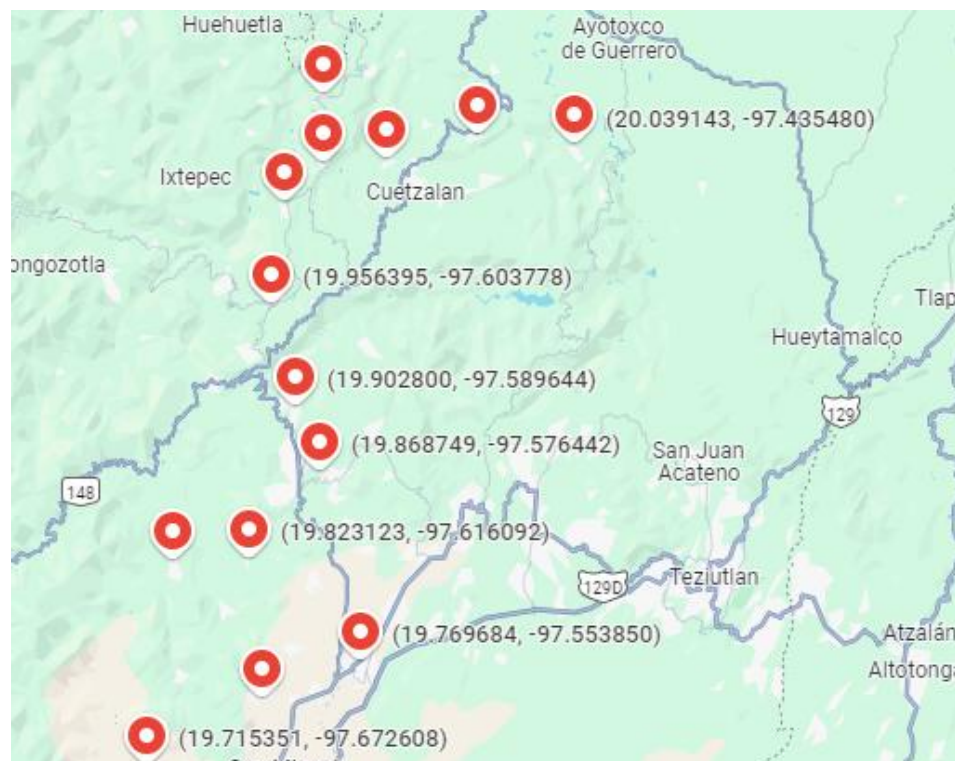 Huehuetla
Ayotoxco
de Guerrero
(20.039143, -97.435480)
Ixtepec
Cuetzalan
ongozotla
(19.956395, -97.603778)
Tlap
Hueytamalco
(19.902800, -97.589644)
129
(19.868749, -97.576442)
San Juan
Acateno
148
(19.823123, -97.616092)
129D
Teziutlan
(19.769684, -97.553850)
Atzalán
Altotonga
(19.715351, -97.672608)